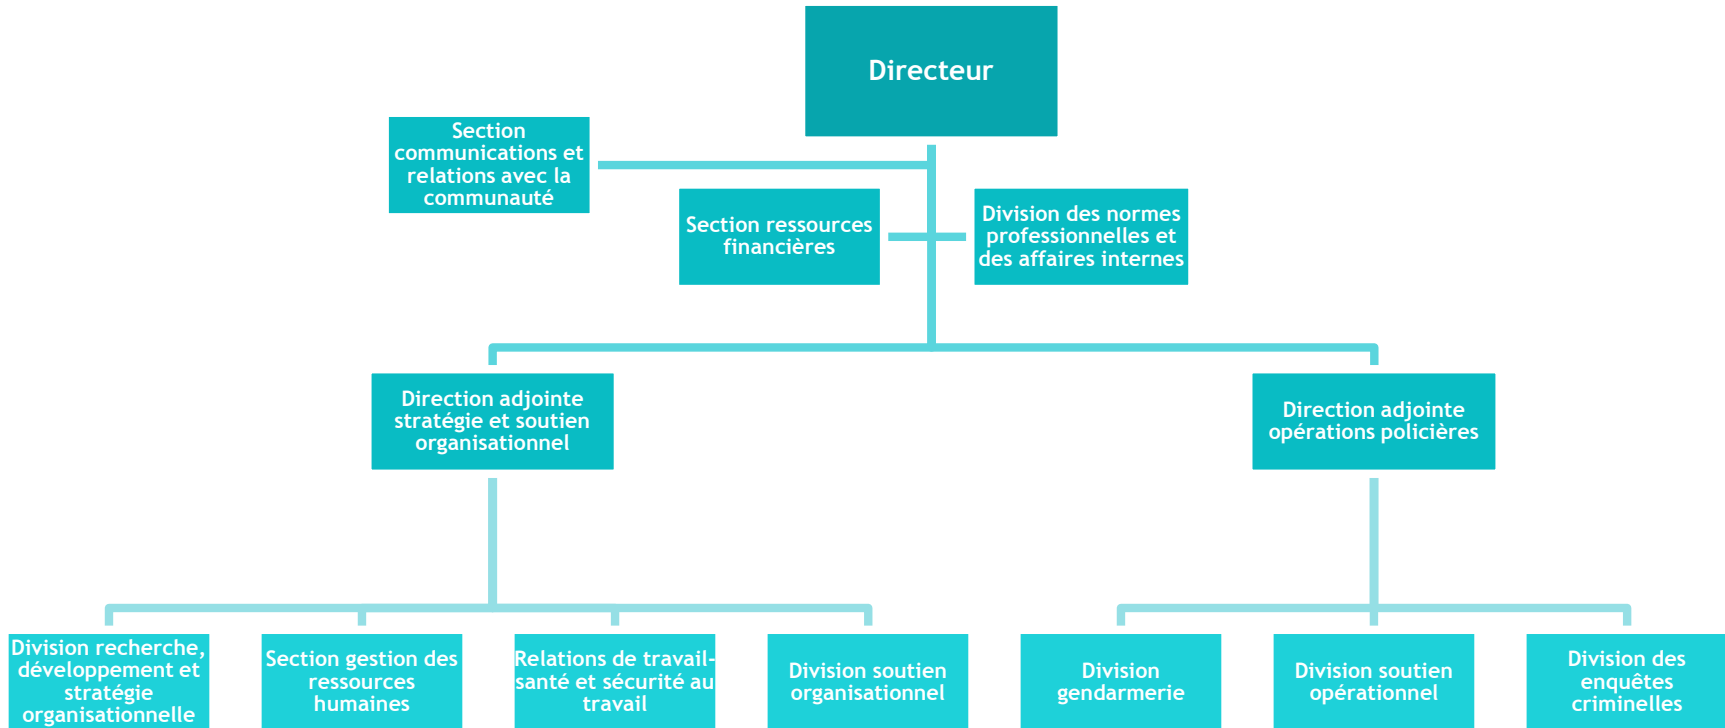 Directeur
Section
communications et
relations avec la
communauté
Section ressources
financières
Division des normes
professionnelles et
des affaires internes
Direction adjointe
stratégie et soutien
organisationnel
Direction adjointe
opérations policières
Division recherche,
développement et
stratégie
organisationnelle
Section gestion des
ressources
humaines
Relations de travail-
santé et sécurité au
travail
Division soutien
organisationnel
Division
gendarmerie
Division soutien
opérationnel
Division des
enquêtes
criminelles